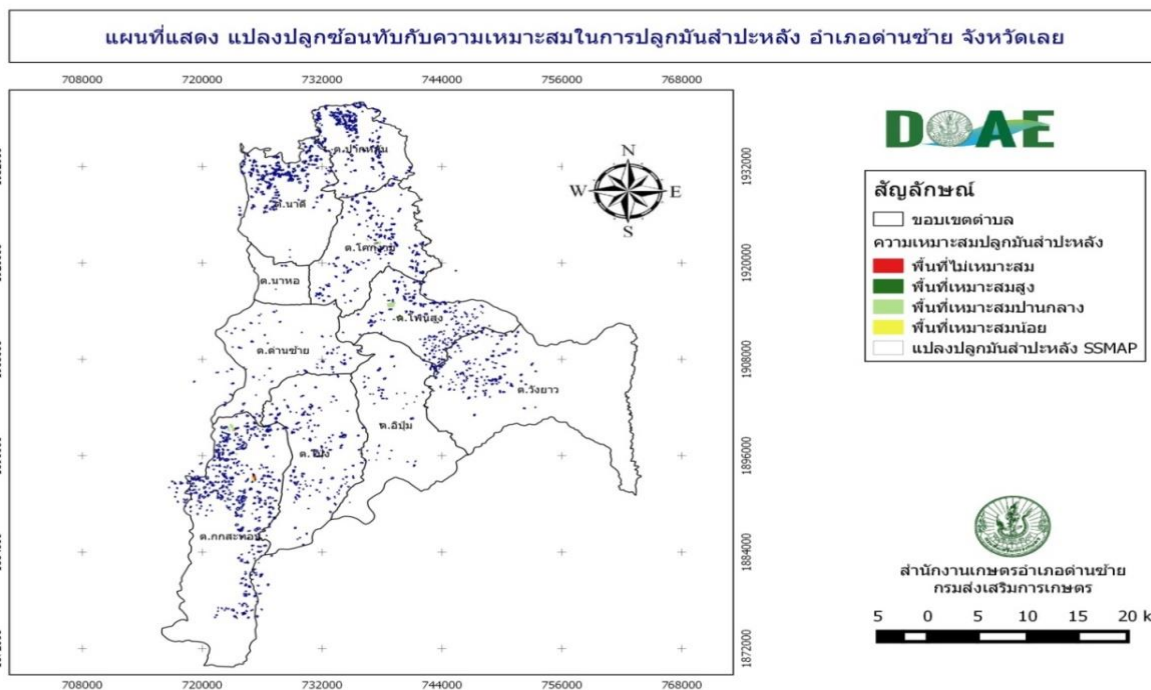 แผนที่แสดง แปลงปลูกซ้อนทับกับความเหมาะสมในการปลูกมันสำปะหลัง อำเภอด่านซ้าย จังหวัดเลย
708000 720000 732000 744000 756000 768000
DOAE
N
W E
S
สัญลักษณ์
ขอบเขตตำบล
ความเหมาะสมปลูกมันสำปะหลัง
พื้นที่ไม่เหมาะสม
พื้นที่เหมาะสมสูง
พื้นที่เหมาะสมปานกลาง
พื้นที่เหมาะสมน้อย
แปลงปลูกมันสำปะหลัง SSMAP
ต.ปากหมัน
ต.นาดี
ต.โคกงาม
ต.นาหอ
ต.โพนสูง
ต.ด่านซ้าย
ต.วังยาว
ต.อิปุ่ม
ต.โป่ง
ต.กกสะทอน
1932000
1920000
1908000
1896000
1884000
1872000
สำนักงานเกษตรอำเภอด่านซ้าย
กรมส่งเสริมการเกษตร
5 0 5 10 15 20 k
708000 720000 732000 744000 756000 768000